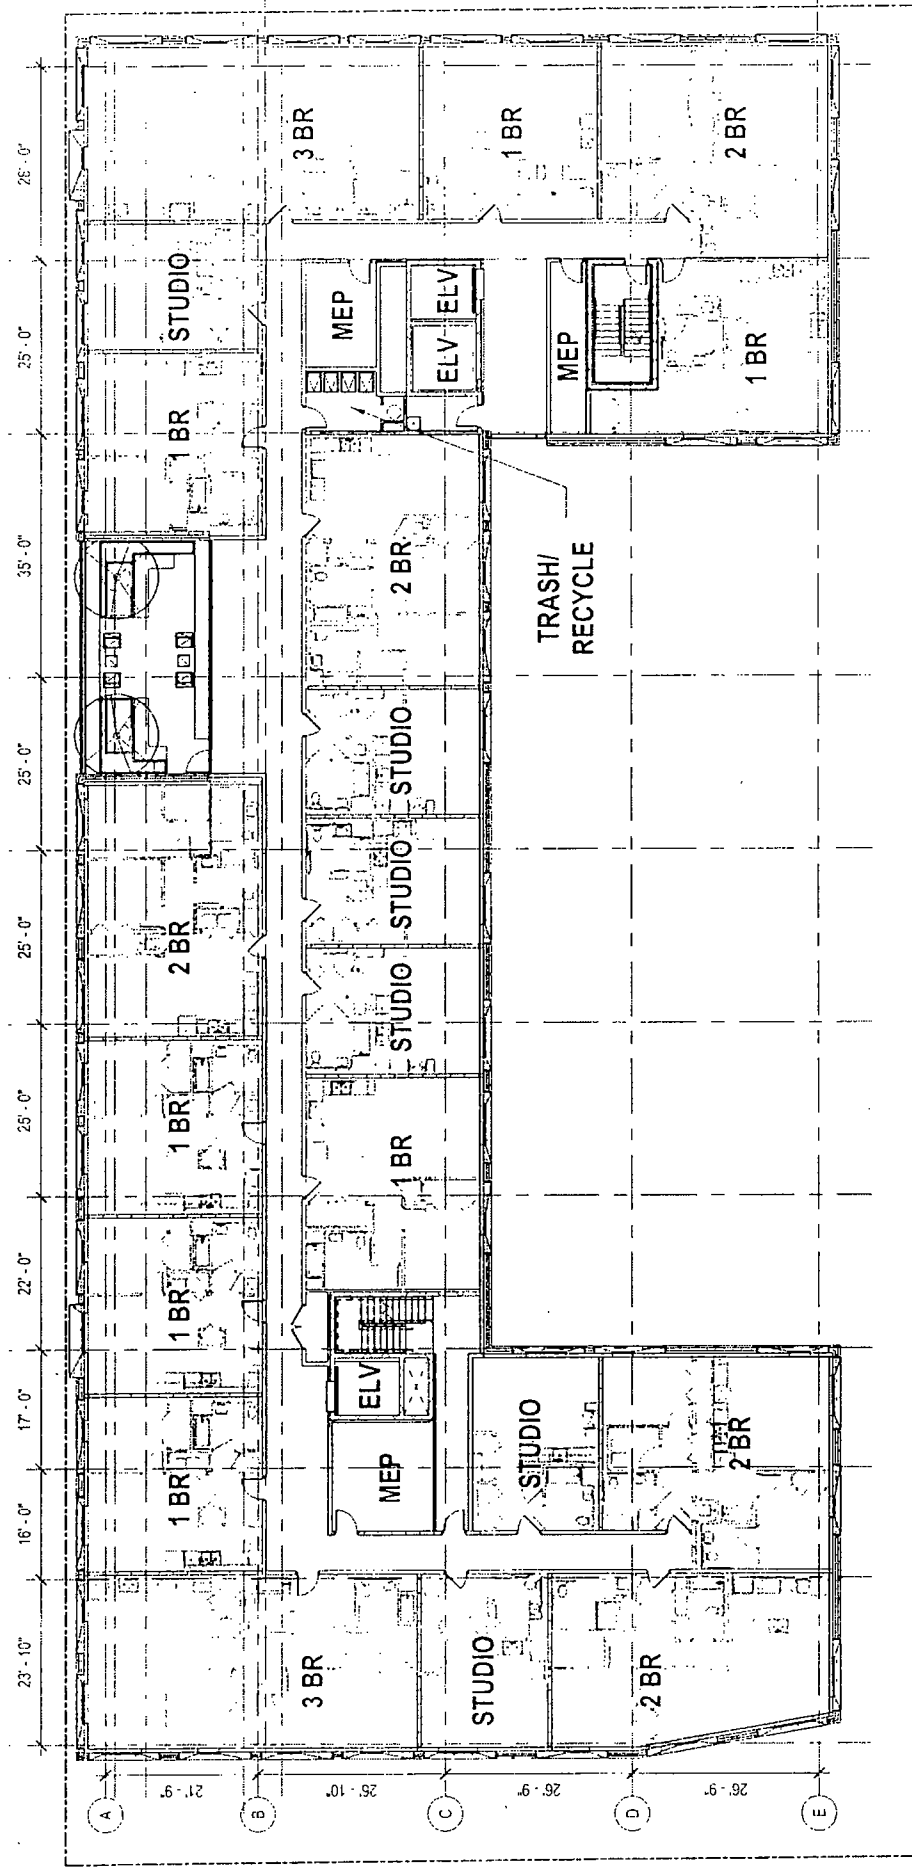 28'- 0"
25'- 0"
35'- 0"
25'- 0"
25'- 0"
25'- 0"
22'- 0"
17'- 0"
16'- 0"
23'- 10"
3 BR
1 BR
2 BR
STUDIO
MEP
ELV
ELV
MEP
1 BR
1 BR
2 BR
TRASH/
RECYCLE
STUDIO
2 BR
STUDIO
STUDIO
1 BR
1 BR
1 BR
ELV
STUDIO
2 BR
1 BR
MEP
3 BR
STUDIO
2 BR
21'- 9"
26'- 10"
26'- 9"
26'- 9"
A
B
C
D
E